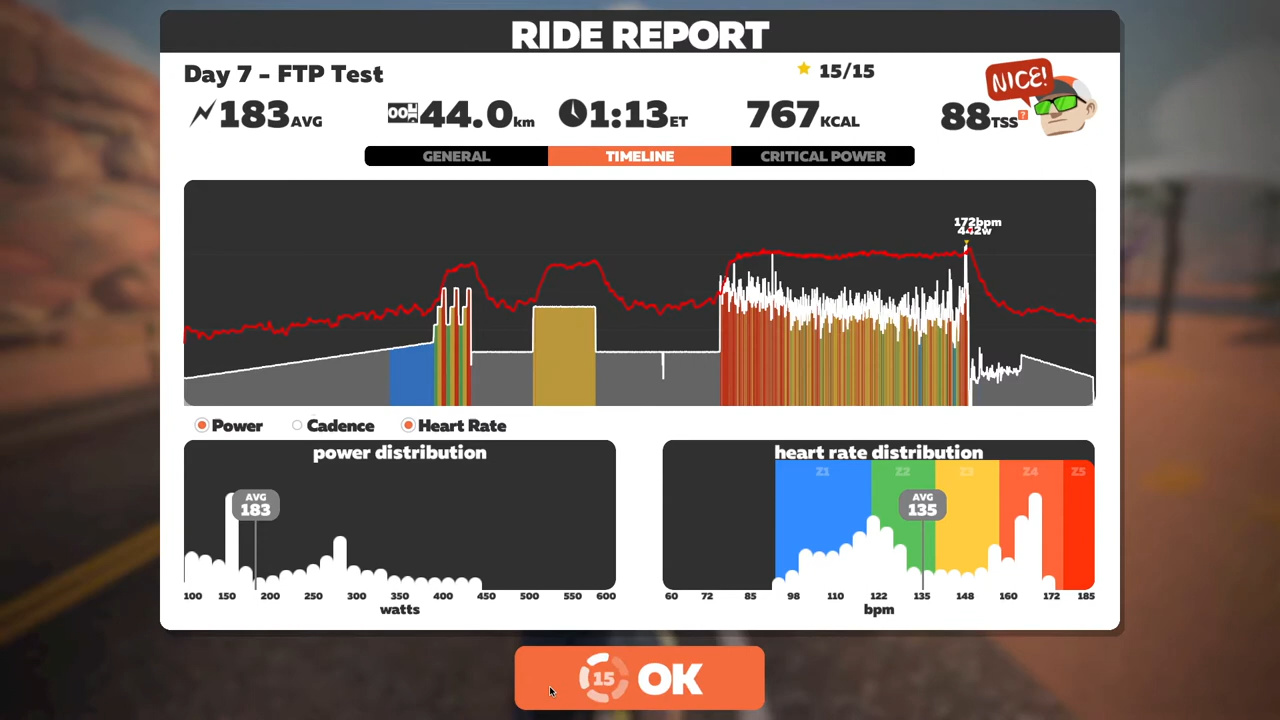 RIDE REPORT
Day 7 - FTP Test
15/15
NICE!
183AVG
44.0km
1:13ET
767KCAL
88TSS?
GENERAL
TIMELINE
CRITICAL POWER
172bpm
442w
Power
Cadence
Heart Rate
power distribution
AVG
183
100 150 200 250 300 350 400 450 500 550 600
watts
heart rate distribution
Z1 Z2 Z3 Z4 Z5
AVG
135
60 72 85 98 110 122 135 148 160 172 185
bpm
15 OK